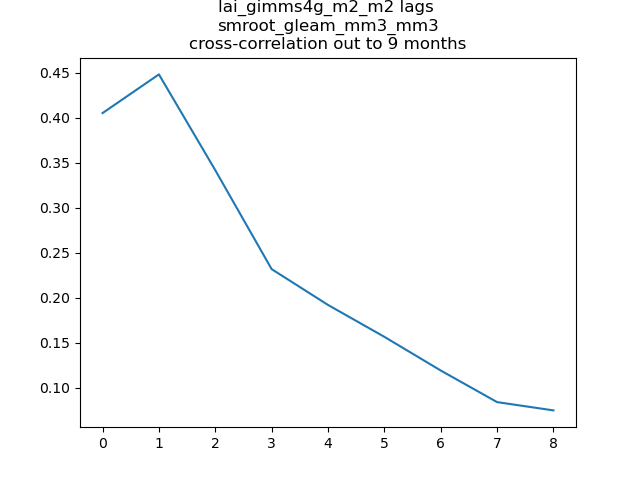 lai_gimms4g_m2_m2 lags
smroot_gleam_mm3_mm3
cross-correlation out to 9 months
0.45
0.40
0.35
0.30
0.25
0.20
0.15
0.10
0 1 2 3 4 5 6 7 8